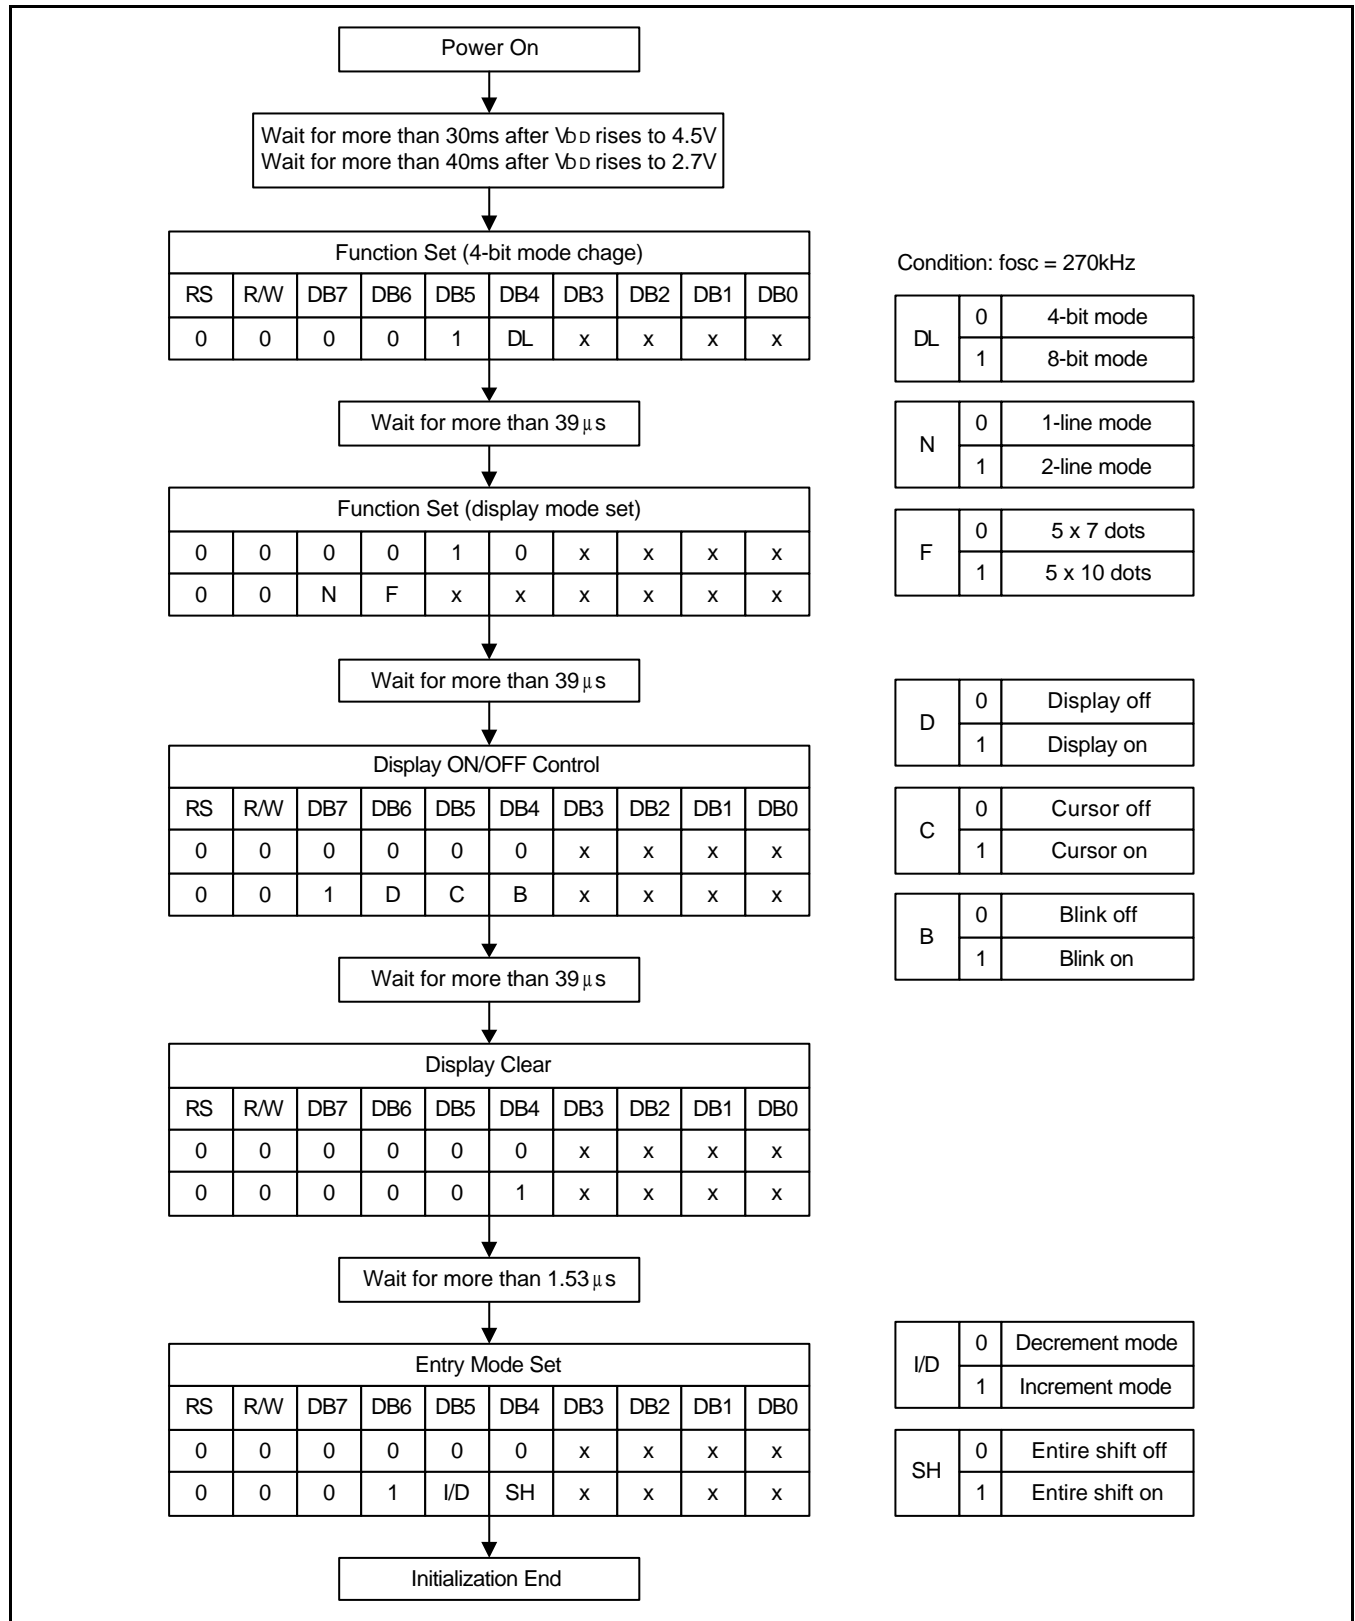 Power On
Wait for more than 30ms after VDD rises to 4.5V
Wait for more than 40ms after VDD rises to 2.7V
Function Set (4-bit mode chage)
RS R/W DB7 DB6 DB5 DB4 DB3 DB2 DB1 DB0
0 0 0 0 1 DL x x x x
Condition: fosc = 270kHz
DL
0 4-bit mode
1 8-bit mode
Wait for more than 39μs
N
0 1-line mode
1 2-line mode
Function Set (display mode set)
0 0 0 0 1 0 x x x x
0 0 N F x x x x x x
F
0 5 x 7 dots
1 5 x 10 dots
Wait for more than 39μs
D
0 Display off
1 Display on
Display ON/OFF Control
RS R/W DB7 DB6 DB5 DB4 DB3 DB2 DB1 DB0
0 0 0 0 0 0 x x x x
0 0 1 D C B x x x x
C
0 Cursor off
1 Cursor on
B
0 Blink off
1 Blink on
Wait for more than 39μs
Display Clear
RS R/W DB7 DB6 DB5 DB4 DB3 DB2 DB1 DB0
0 0 0 0 0 0 x x x x
0 0 0 0 0 1 x x x x
Wait for more than 1.53μs
Entry Mode Set
RS R/W DB7 DB6 DB5 DB4 DB3 DB2 DB1 DB0
0 0 0 0 0 0 x x x x
0 0 0 1 I/D SH x x x x
I/D
0 Decrement mode
1 Increment mode
SH
0 Entire shift off
1 Entire shift on
Initialization End